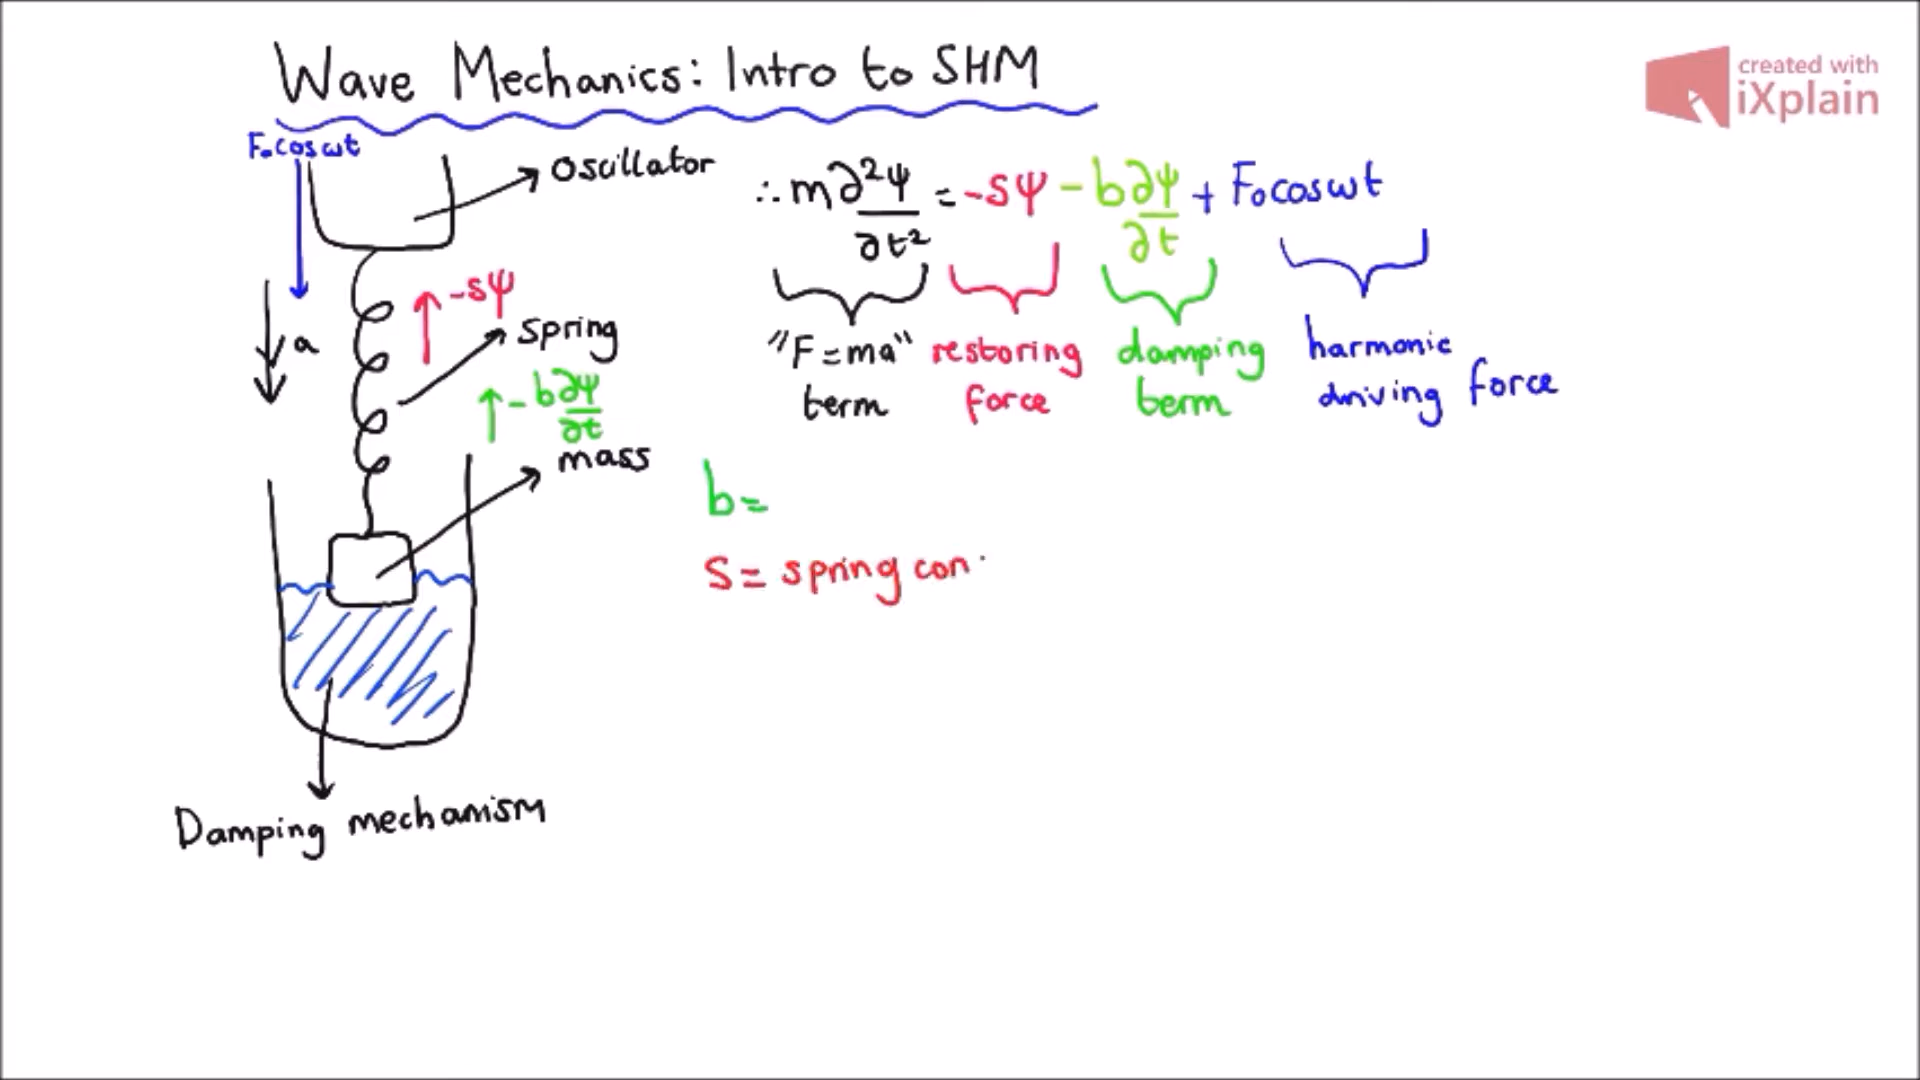 Wave Mechanics: Intro to SHM
created with
iXplain
F₀cosωt
Oscillator
∴ m∂²ψ/∂t² = -sψ - b∂ψ/∂t + F₀cosωt
-sψ
a
spring
"F=ma" term
restoring force
damping term
harmonic driving force
-b∂ψ/∂t
mass
b=
S= spring con
Damping mechanism